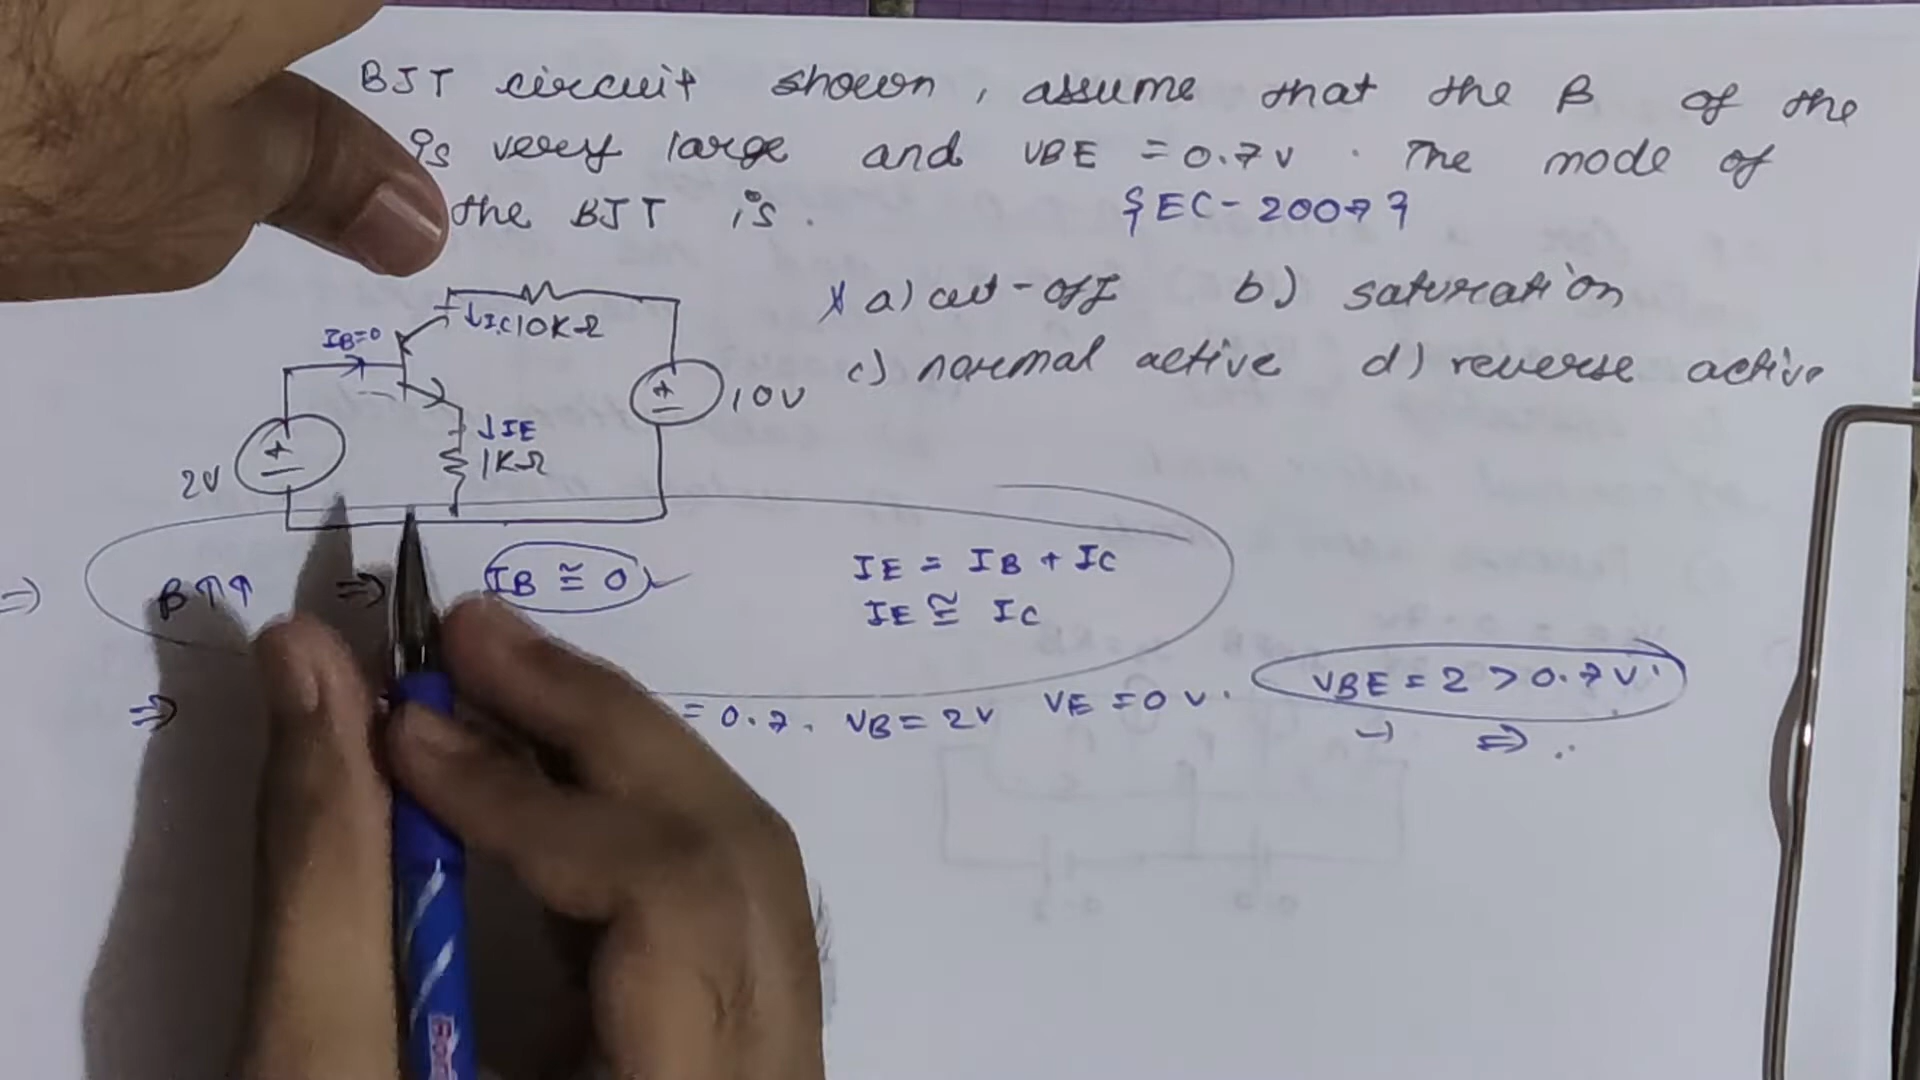 BJT circuit shown, assume that the β of the
is very large and VBE = 0.7V. The mode of
the BJT is. {EC-2007}
a) cut-off b) saturation
c) normal active d) reverse active
IB=0
↓IC 10KΩ
+
-
10V
↓IE
1KΩ
+
-
2V
⇒ β↑↑ ⇒ IB ≅ 0 ✓ IE = IB + IC
IE ≅ IC
⇒ = 0.7, VB = 2V VE = 0V. VBE = 2 > 0.7V
→ ⇒ ∴